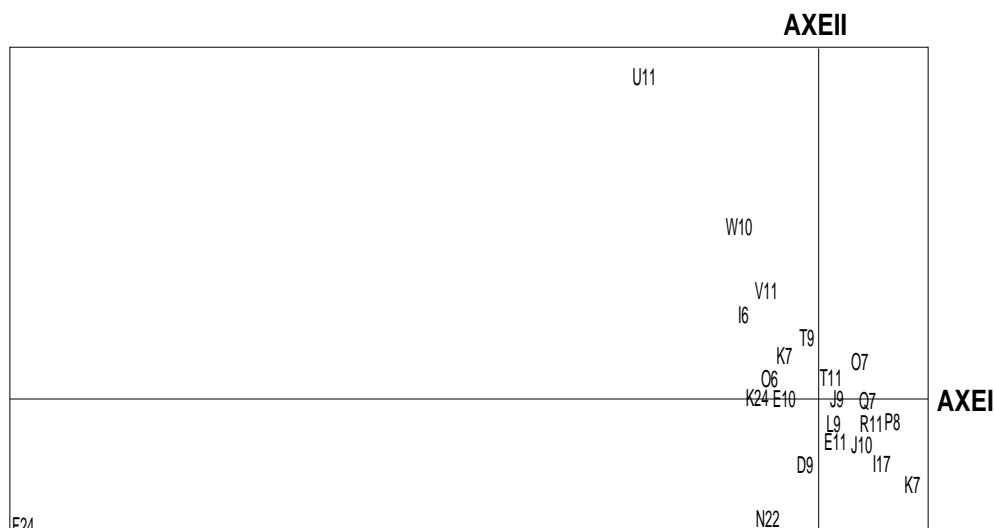 AXEII
U11
W10
V11
I6
T9
K7
O7
O6
T11
K24 E10 J9 Q7 AXEI
L9 R11 P8
E11 J10
D9 I17
K7
N22